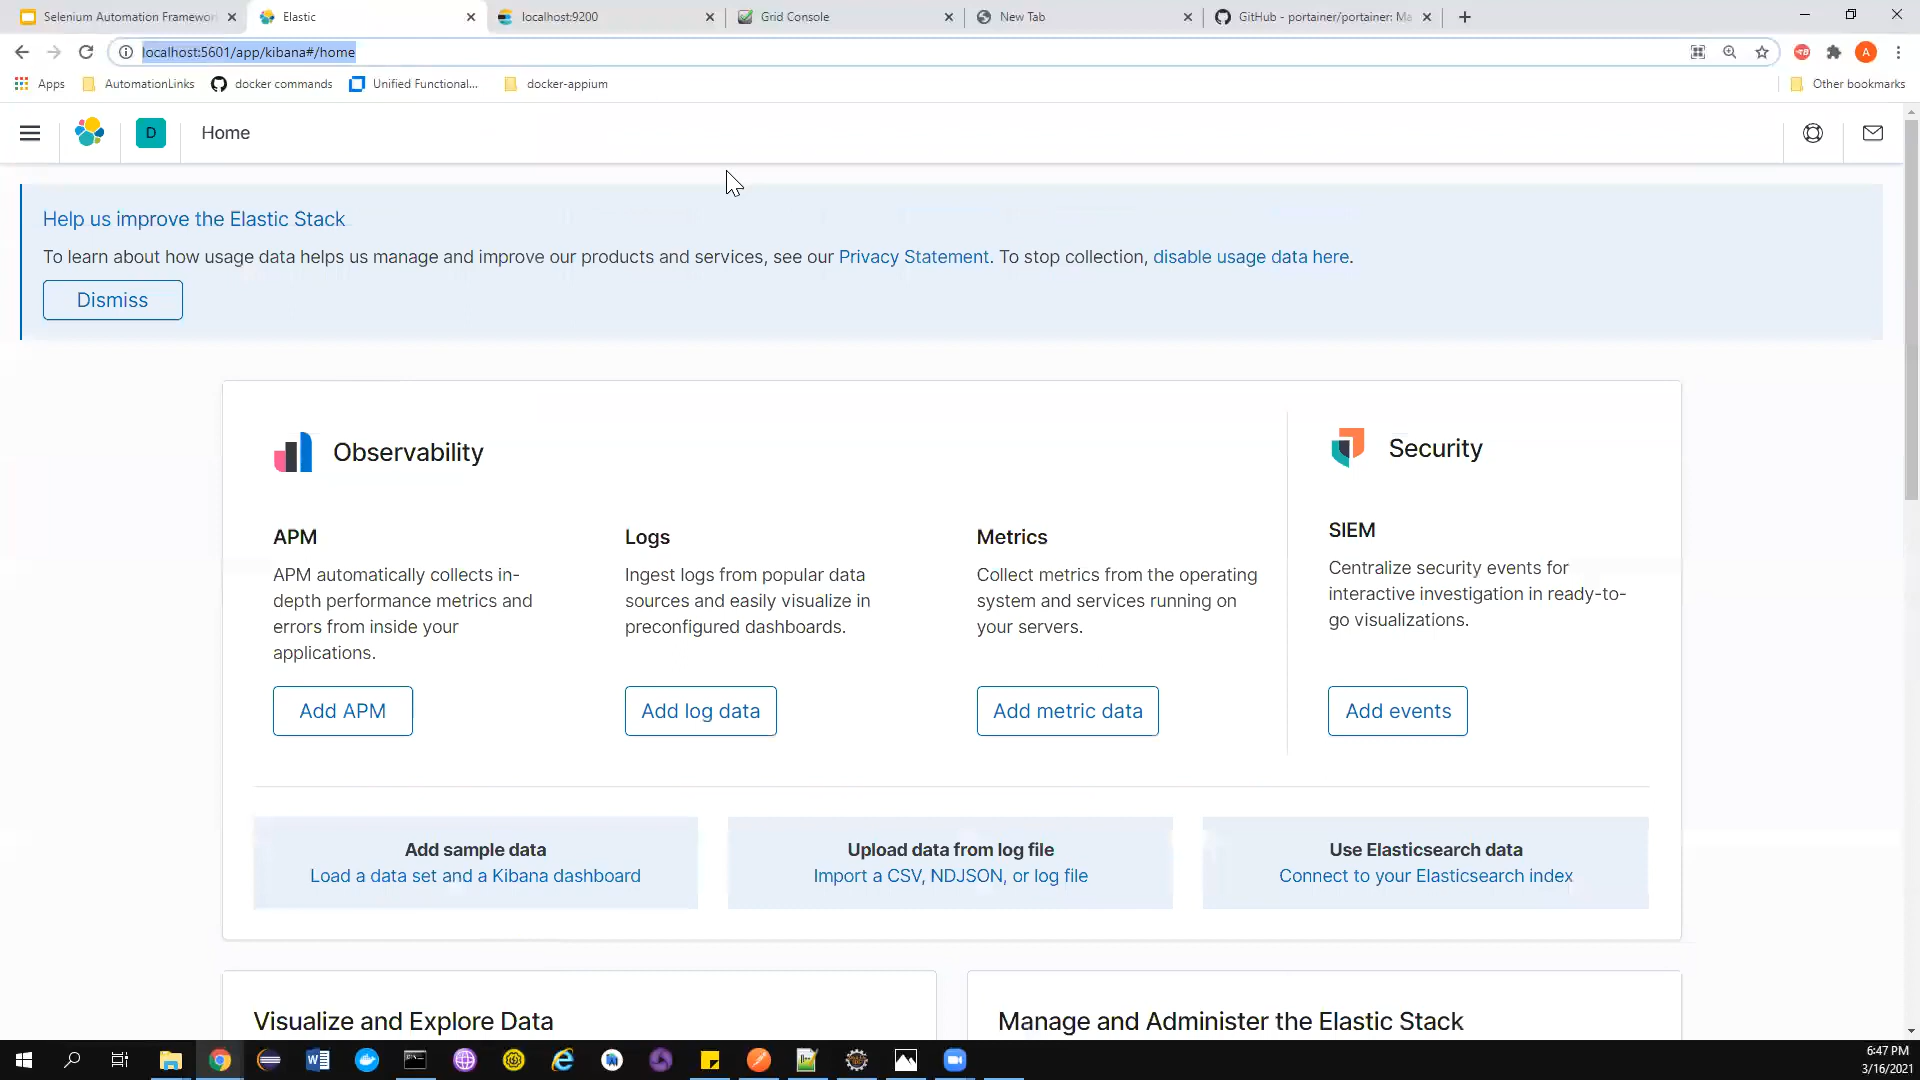 Selenium Automation Framewor
Elastic
localhost:9200
Grid Console
New Tab
GitHub - portainer/portainer: Ma
localhost:5601/app/kibana#/home
A
Apps
AutomationLinks
docker commands
Unified Functional...
docker-appium
Other bookmarks
D
Home
Help us improve the Elastic Stack
To learn about how usage data helps us manage and improve our products and services, see our Privacy Statement. To stop collection, disable usage data here.
Dismiss
Observability
Security
APM
APM automatically collects in-
depth performance metrics and
errors from inside your
applications.
Add APM
Logs
Ingest logs from popular data
sources and easily visualize in
preconfigured dashboards.
Add log data
Metrics
Collect metrics from the operating
system and services running on
your servers.
Add metric data
SIEM
Centralize security events for
interactive investigation in ready-to-
go visualizations.
Add events
Add sample data
Load a data set and a Kibana dashboard
Upload data from log file
Import a CSV, NDJSON, or log file
Use Elasticsearch data
Connect to your Elasticsearch index
Visualize and Explore Data
Manage and Administer the Elastic Stack
6:47 PM
3/16/2021